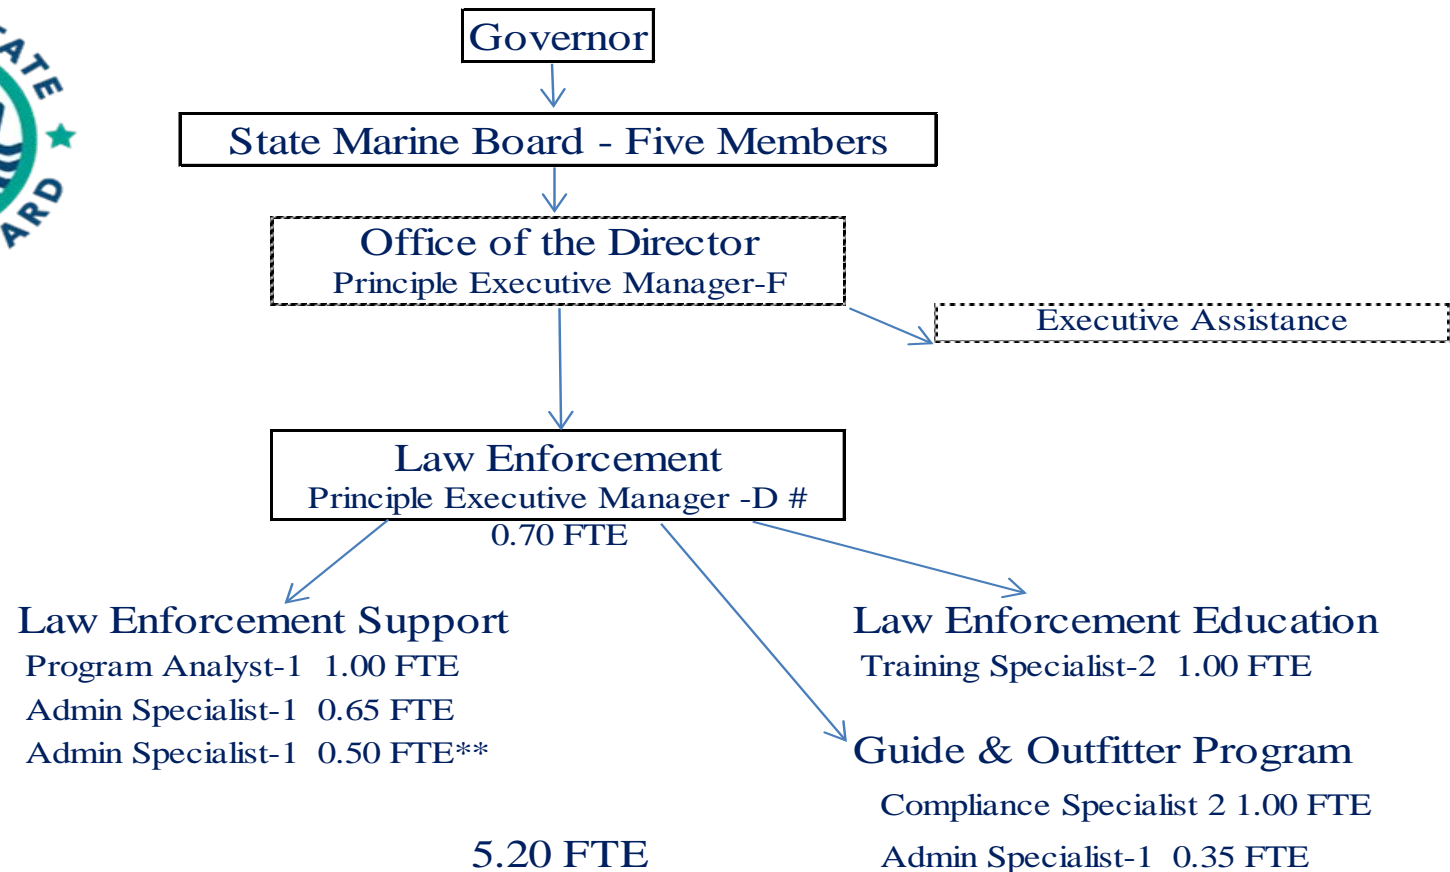 ATE
ARD
Governor
State Marine Board - Five Members
Office of the Director
Principle Executive Manager-F
Executive Assistance
Law Enforcement
Principle Executive Manager -D #
0.70 FTE
Law Enforcement Support
Program Analyst-1 1.00 FTE
Admin Specialist-1 0.65 FTE
Admin Specialist-1 0.50 FTE**
Law Enforcement Education
Training Specialist-2 1.00 FTE
Guide & Outfitter Program
Compliance Specialist 2 1.00 FTE
Admin Specialist-1 0.35 FTE
5.20 FTE